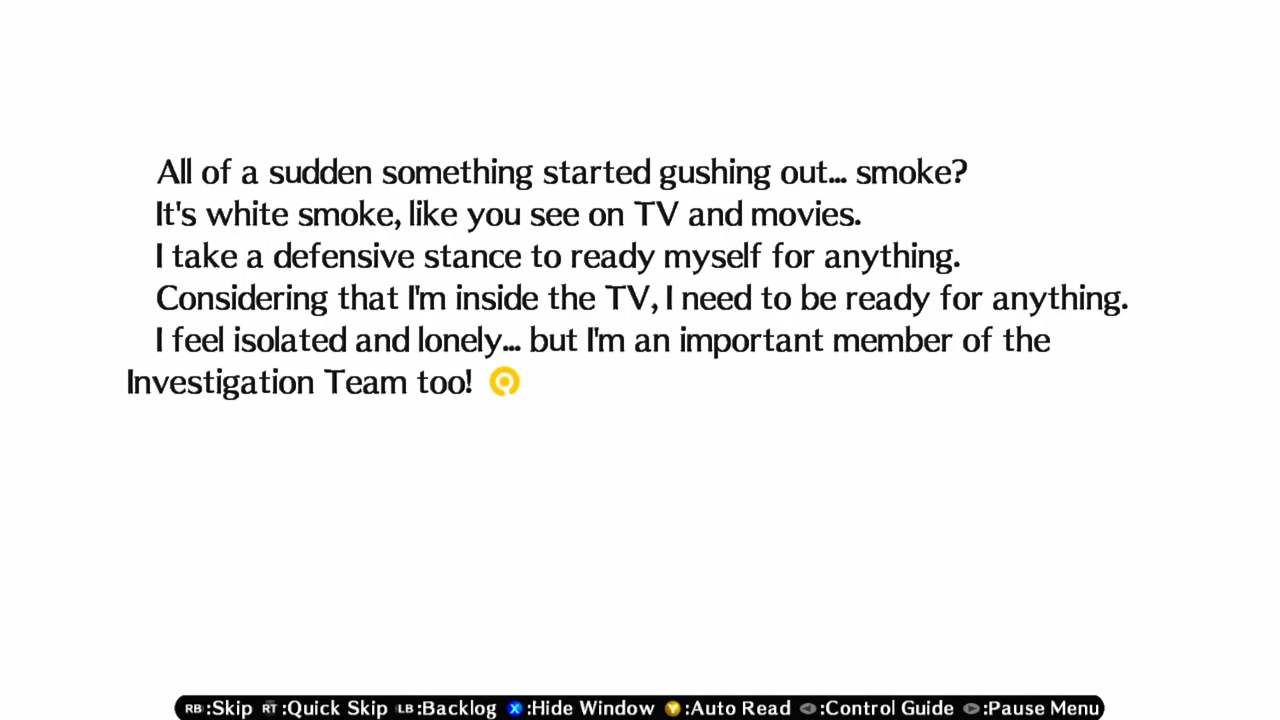 All of a sudden something started gushing out... smoke?
It's white smoke, like you see on TV and movies.
I take a defensive stance to ready myself for anything.
Considering that I'm inside the TV, I need to be ready for anything.
I feel isolated and lonely... but I'm an important member of the
Investigation Team too!
RB:Skip RT:Quick Skip LB:Backlog X:Hide Window Y:Auto Read :Control Guide :Pause Menu